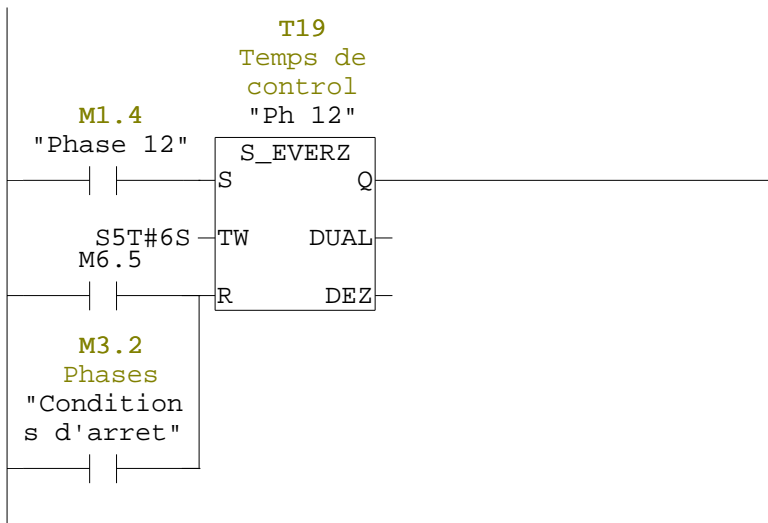 T19
Temps de
control
"Ph 12"
M1.4
"Phase 12"
S_EVERZ
S Q
S5T#6S TW DUAL
M6.5
R DEZ
M3.2
Phases
"Condition
s d'arret"